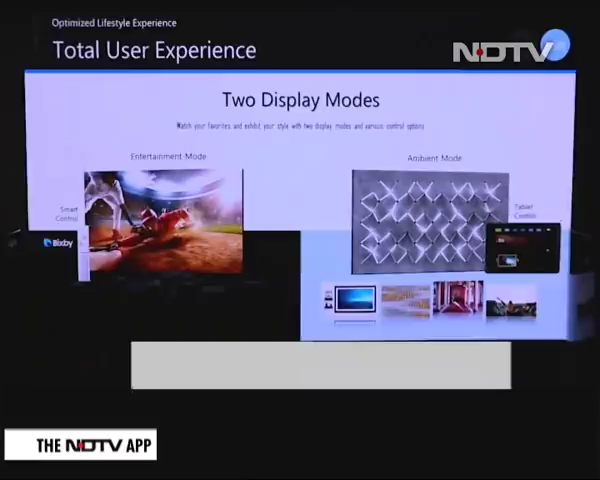 Optimized Lifestyle Experience
Total User Experience
NDTV
Two Display Modes
Watch your favorites and exhibit your style with two display modes and various control options
Entertainment Mode
Ambient Mode
Smart
Control
Tablet
Control
Bixby
THE NDTV APP